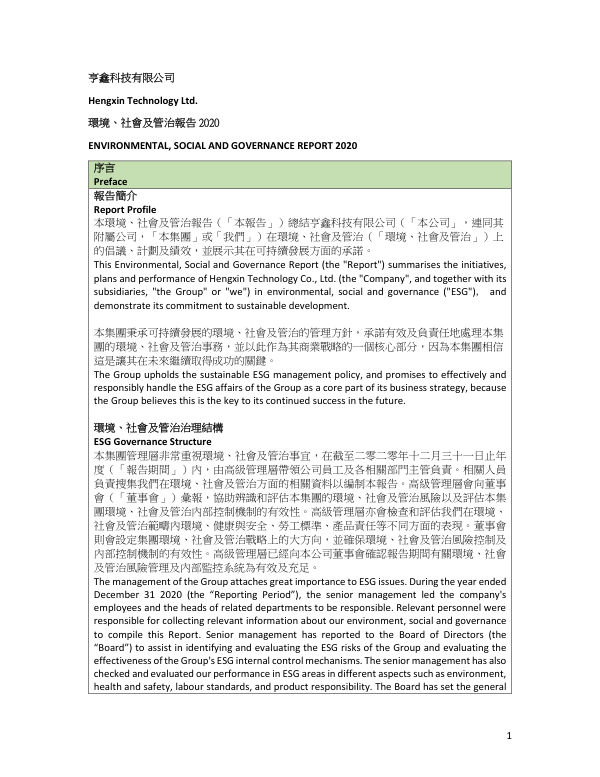 亨鑫科技有限公司
Hengxin Technology Ltd.
環境、社會及管治報告 2020
ENVIRONMENTAL, SOCIAL AND GOVERNANCE REPORT 2020
序言
Preface
報告簡介
Report Profile
本環境、社會及管治報告（「本報告」）總結亨鑫科技有限公司（「本公司」，連同其
附屬公司，「本集團」或「我們」）在環境、社會及管治（「環境、社會及管治」）上
的倡議、計劃及績效，並展示其在可持續發展方面的承諾。
This Environmental, Social and Governance Report (the "Report") summarises the initiatives,
plans and performance of Hengxin Technology Co., Ltd. (the "Company", and together with its
subsidiaries, "the Group" or "we") in environmental, social and governance ("ESG"), and
demonstrate its commitment to sustainable development.
本集團秉承可持續發展的環境、社會及管治的管理方針，承諾有效及負責任地處理本集
團的環境、社會及管治事務，並以此作為其商業戰略的一個核心部分，因為本集團相信
這是讓其在未來繼續取得成功的關鍵。
The Group upholds the sustainable ESG management policy, and promises to effectively and
responsibly handle the ESG affairs of the Group as a core part of its business strategy, because
the Group believes this is the key to its continued success in the future.
環境、社會及管治治理結構
ESG Governance Structure
本集團管理層非常重視環境、社會及管治事宜，在截至二零二零年十二月三十一日止年
度（「報告期間」）內，由高級管理層帶領公司員工及各相關部門主管負責。相關人員
負責搜集我們在環境、社會及管治方面的相關資料以編制本報告。高級管理層會向董事
會（「董事會」）彙報，協助辨識和評估本集團的環境、社會及管治風險以及評估本集
團環境、社會及管治內部控制機制的有效性。高級管理層亦會檢查和評估我們在環境、
社會及管治範疇內環境、健康與安全、勞工標準、產品責任等不同方面的表現。董事會
則會設定集團環境、社會及管治戰略上的大方向，並確保環境、社會及管治風險控制及
內部控制機制的有效性。高級管理層已經向本公司董事會確認報告期間有關環境、社會
及管治風險管理及內部監控系統為有效及充足。
The management of the Group attaches great importance to ESG issues. During the year ended
December 31 2020 (the “Reporting Period”), the senior management led the company's
employees and the heads of related departments to be responsible. Relevant personnel were
responsible for collecting relevant information about our environment, social and governance
to compile this Report. Senior management has reported to the Board of Directors (the
“Board”) to assist in identifying and evaluating the ESG risks of the Group and evaluating the
effectiveness of the Group's ESG internal control mechanisms. The senior management has also
checked and evaluated our performance in ESG areas in different aspects such as environment,
health and safety, labour standards, and product responsibility. The Board has set the general
1